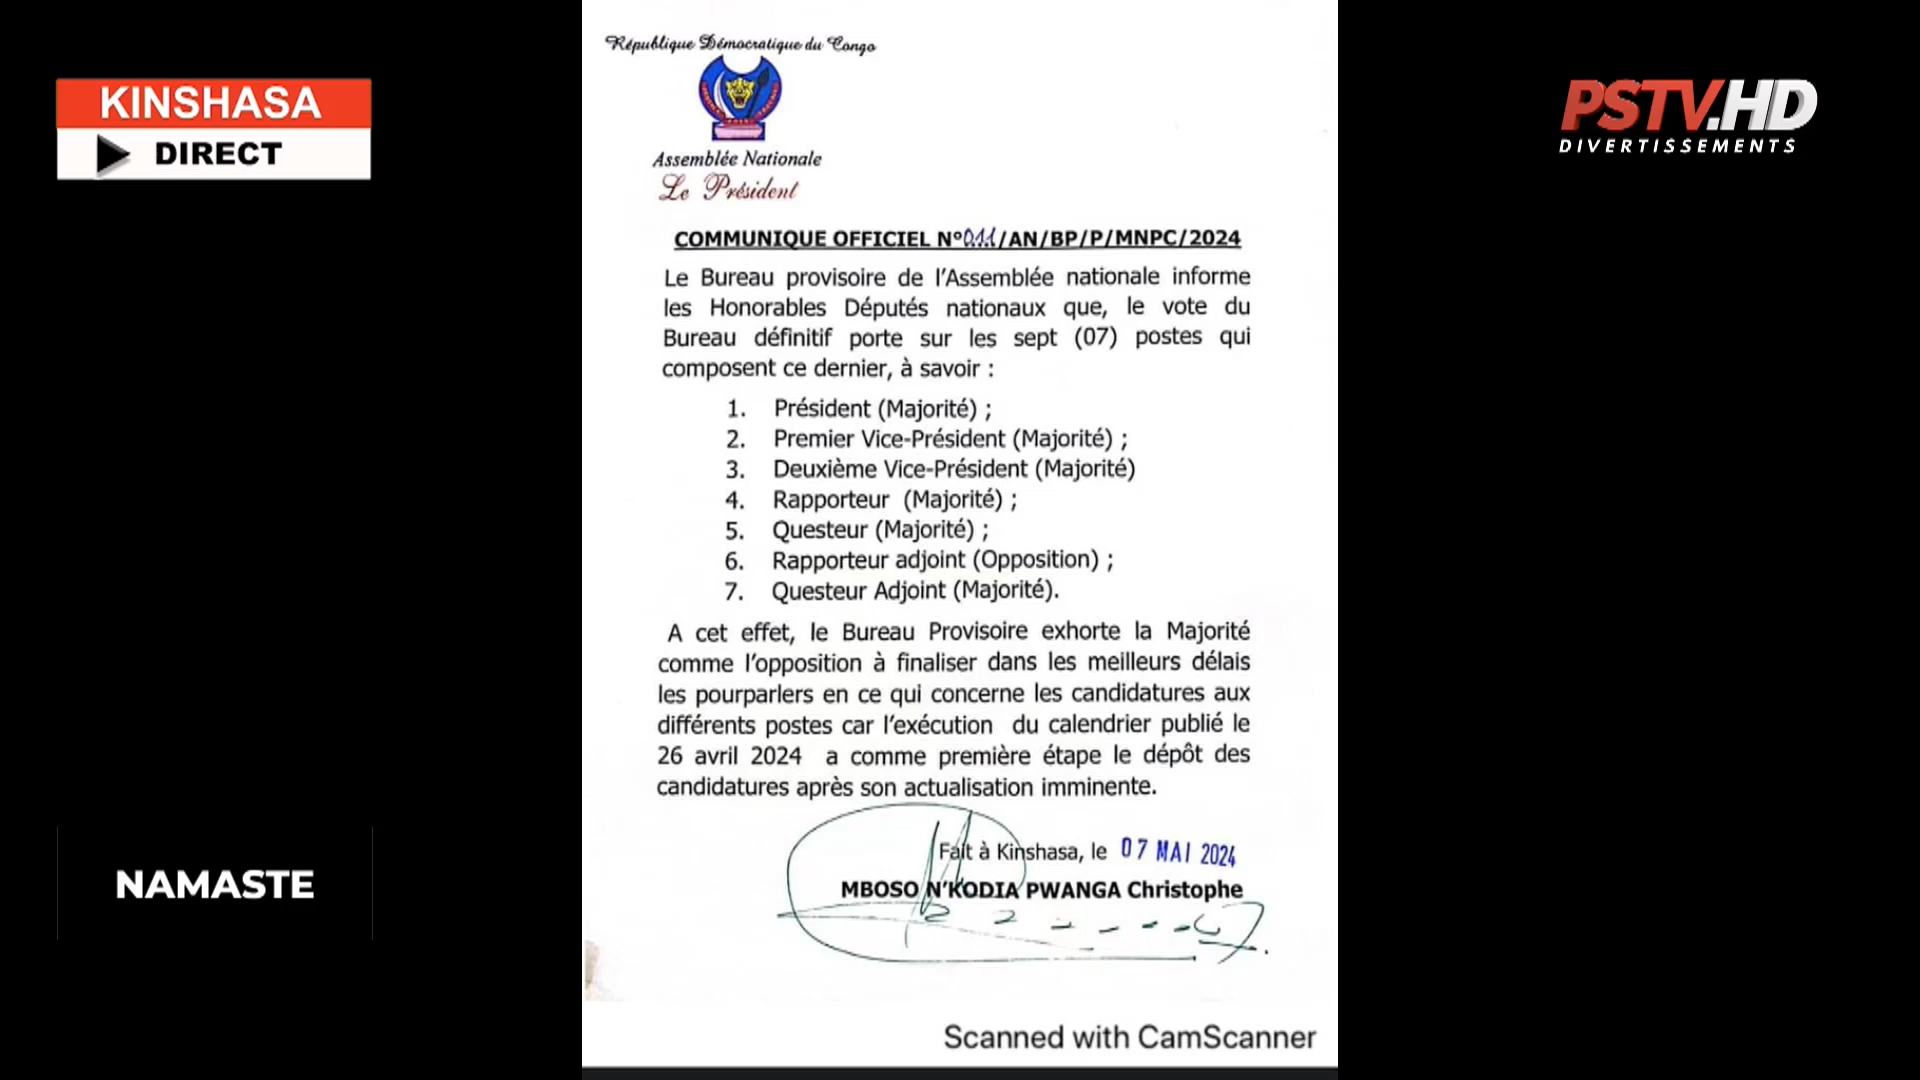 KINSHASA
DIRECT
PSTV.HD
DIVERTISSEMENTS
République Démocratique du Congo
Assemblée Nationale
Le Président
COMMUNIQUE OFFICIEL N°011/AN/BP/P/MNPC/2024
Le Bureau provisoire de l'Assemblée nationale informe
les Honorables Députés nationaux que, le vote du
Bureau définitif porte sur les sept (07) postes qui
composent ce dernier, à savoir :
1. Président (Majorité) ;
2. Premier Vice-Président (Majorité) ;
3. Deuxième Vice-Président (Majorité)
4. Rapporteur (Majorité) ;
5. Questeur (Majorité) ;
6. Rapporteur adjoint (Opposition) ;
7. Questeur Adjoint (Majorité).
A cet effet, le Bureau Provisoire exhorte la Majorité
comme l'opposition à finaliser dans les meilleurs délais
les pourparlers en ce qui concerne les candidatures aux
différents postes car l'exécution du calendrier publié le
26 avril 2024 a comme première étape le dépôt des
candidatures après son actualisation imminente.
Fait à Kinshasa, le 07 MAI 2024
MBOSO N'KODIA PWANGA Christophe
NAMASTE
Scanned with CamScanner